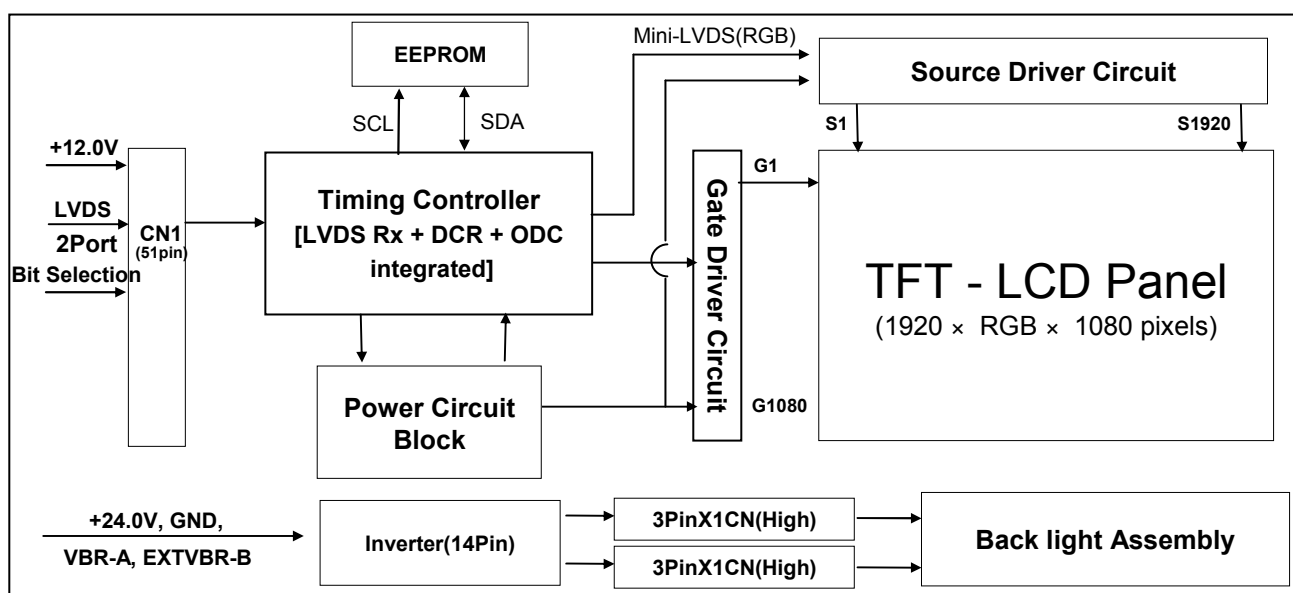 EEPROM
Mini-LVDS(RGB)
Source Driver Circuit
SCL
SDA
S1
S1920
+12.0V
LVDS
2Port
Bit Selection
CN1
(51pin)
Timing Controller
[LVDS Rx + DCR + ODC
integrated]
Gate Driver Circuit
G1
G1080
TFT - LCD Panel
(1920 × RGB × 1080 pixels)
Power Circuit
Block
+24.0V, GND,
VBR-A, EXTVBR-B
Inverter(14Pin)
3PinX1CN(High)
3PinX1CN(High)
Back light Assembly